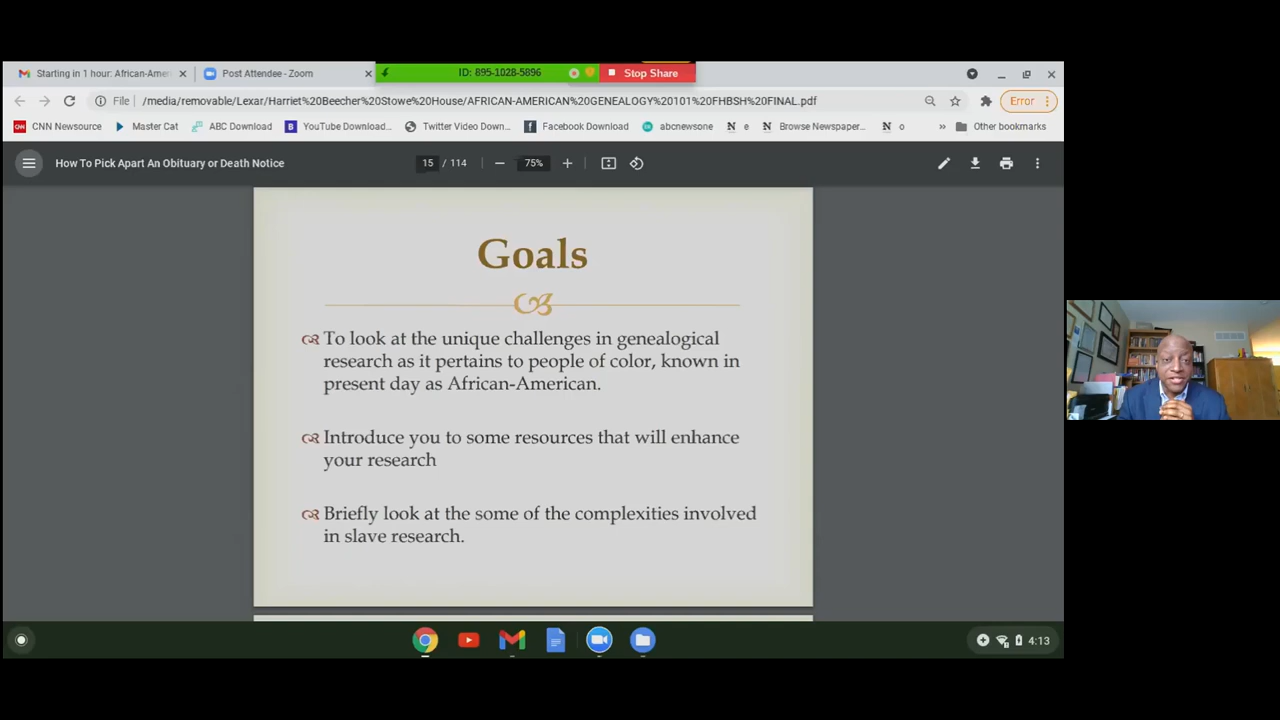 Starting in 1 hour: African-Amer
Post Attendee - Zoom
ID: 895-1028-5896
Stop Share
File
/media/removable/Lexar/Harriet%20Beecher%20Stowe%20House/AFRICAN-AMERICAN%20GENEALOGY%20101%20FHBSH%20FINAL.pdf
Error
CNN Newsource
Master Cat
ABC Download
YouTube Download...
Twitter Video Down...
Facebook Download
abcnewsone
N e
N Browse Newspaper...
N o
»
Other bookmarks
How To Pick Apart An Obituary or Death Notice
15 / 114
75%
Goals
To look at the unique challenges in genealogical
research as it pertains to people of color, known in
present day as African-American.
Introduce you to some resources that will enhance
your research
Briefly look at the some of the complexities involved
in slave research.
4:13